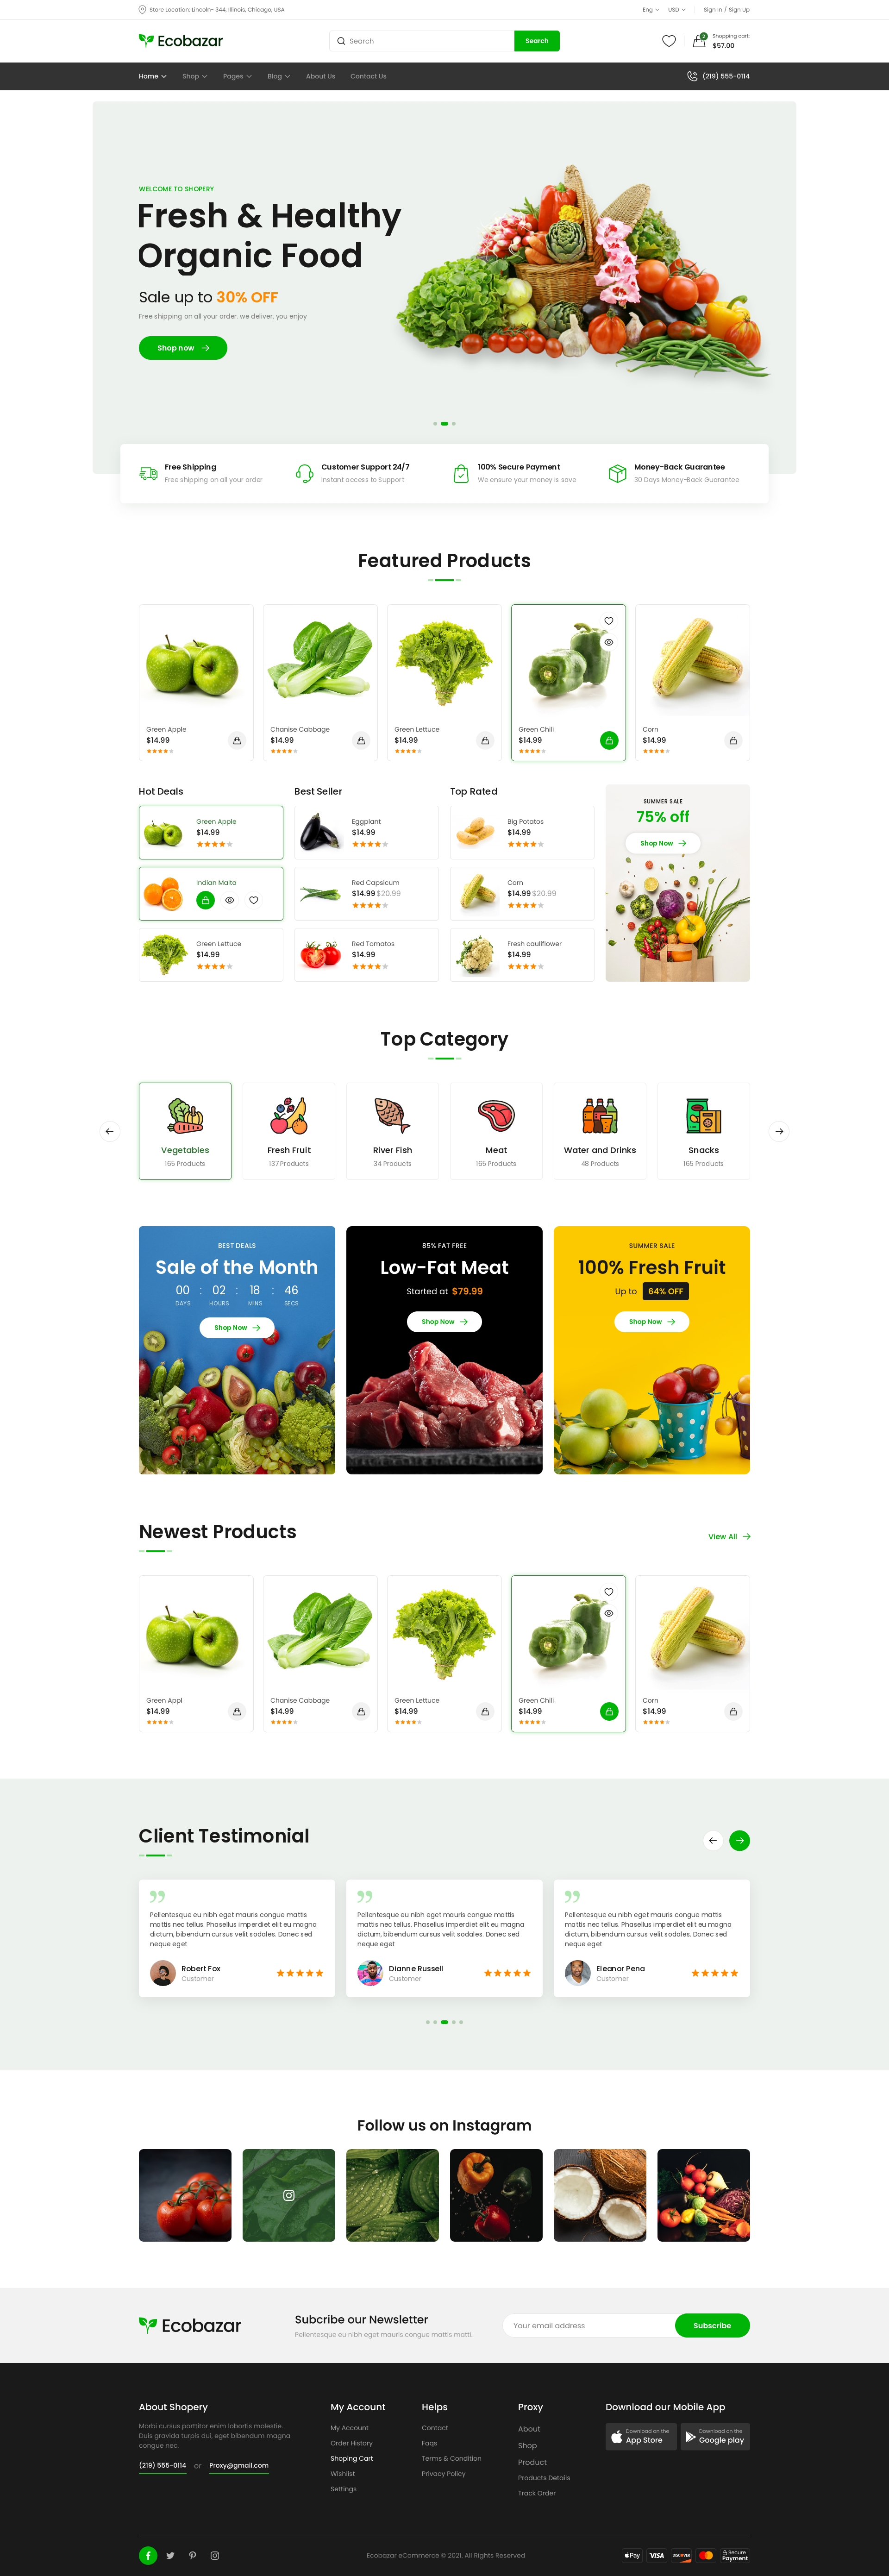 Store Location: Lincoln- 344, Illinois, Chicago, USA
Eng
USD
Sign In / Sign Up
Ecobazar
Search
Search
2
Shopping cart:
$57.00
Home
Shop
Pages
Blog
About Us
Contact Us
(219) 555-0114
WELCOME TO SHOPERY
Fresh & Healthy
Organic Food
Sale up to 30% OFF
Free shipping on all your order. we deliver, you enjoy
Shop now
Free Shipping
Free shipping on all your order
Customer Support 24/7
Instant access to Support
100% Secure Payment
We ensure your money is save
Money-Back Guarantee
30 Days Money-Back Guarantee
Featured Products
Green Apple
$14.99
Chanise Cabbage
$14.99
Green Lettuce
$14.99
Green Chili
$14.99
Corn
$14.99
Hot Deals
Green Apple
$14.99
Indian Malta
Green Lettuce
$14.99
Best Seller
Eggplant
$14.99
Red Capsicum
$14.99 $20.99
Red Tomatos
$14.99
Top Rated
Big Potatos
$14.99
Corn
$14.99 $20.99
Fresh cauliflower
$14.99
SUMMER SALE
75% off
Shop Now
Top Category
Vegetables
165 Products
Fresh Fruit
137 Products
River Fish
34 Products
Meat
165 Products
Water and Drinks
48 Products
Snacks
165 Products
BEST DEALS
Sale of the Month
00 : 02 : 18 : 46
DAYS HOURS MINS SECS
Shop Now
85% FAT FREE
Low-Fat Meat
Started at $79.99
Shop Now
SUMMER SALE
100% Fresh Fruit
Up to 64% OFF
Shop Now
Newest Products
View All
Green Appl
$14.99
Chanise Cabbage
$14.99
Green Lettuce
$14.99
Green Chili
$14.99
Corn
$14.99
Client Testimonial
Pellentesque eu nibh eget mauris congue mattis
mattis nec tellus. Phasellus imperdiet elit eu magna
dictum, bibendum cursus velit sodales. Donec sed
neque eget
Robert Fox
Customer
Pellentesque eu nibh eget mauris congue mattis
mattis nec tellus. Phasellus imperdiet elit eu magna
dictum, bibendum cursus velit sodales. Donec sed
neque eget
Dianne Russell
Customer
Pellentesque eu nibh eget mauris congue mattis
mattis nec tellus. Phasellus imperdiet elit eu magna
dictum, bibendum cursus velit sodales. Donec sed
neque eget
Eleanor Pena
Customer
Follow us on Instagram
Ecobazar
Subcribe our Newsletter
Pellentesque eu nibh eget mauris congue mattis matti.
Your email address
Subscribe
About Shopery
Morbi cursus porttitor enim lobortis molestie.
Duis gravida turpis dui, eget bibendum magna
congue nec.
(219) 555-0114 or Proxy@gmail.com
My Account
My Account
Order History
Shoping Cart
Wishlist
Settings
Helps
Contact
Faqs
Terms & Condition
Privacy Policy
Proxy
About
Shop
Product
Products Details
Track Order
Download our Mobile App
Download on the
App Store
Download on the
Google play
Ecobazar eCommerce © 2021. All Rights Reserved
Pay
VISA
DISCOVER
Secure
Payment